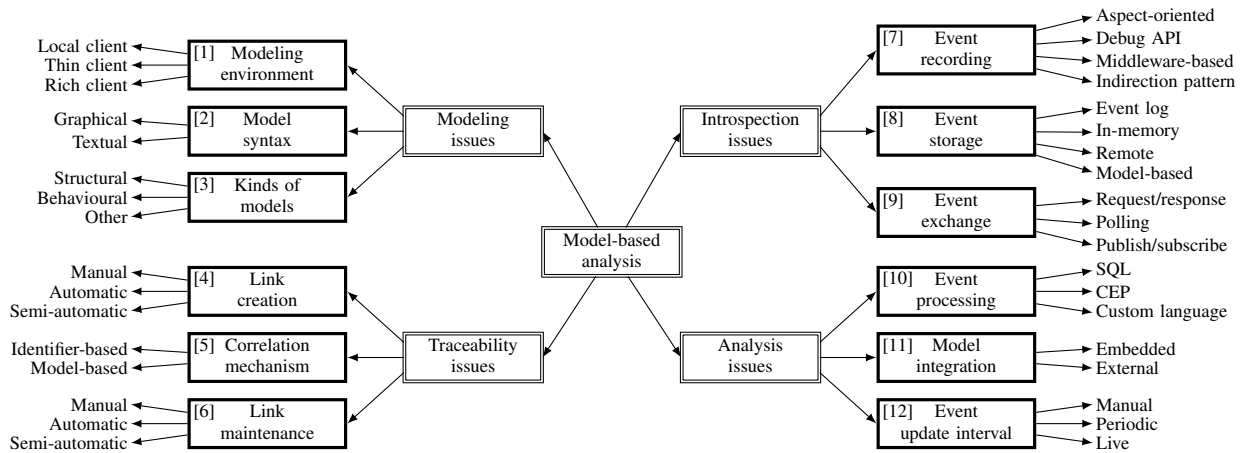 Local client
Thin client
Rich client
[1] Modeling
environment
Graphical
Textual
[2] Model
syntax
Structural
Behavioural
Other
[3] Kinds of
models
Modeling
issues
Manual
Automatic
Semi-automatic
[4] Link
creation
Identifier-based
Model-based
[5] Correlation
mechanism
Manual
Automatic
Semi-automatic
[6] Link
maintenance
Traceability
issues
Model-based
analysis
Introspection
issues
[7] Event
recording
Aspect-oriented
Debug API
Middleware-based
Indirection pattern
[8] Event
storage
Event log
In-memory
Remote
Model-based
[9] Event
exchange
Request/response
Polling
Publish/subscribe
Analysis
issues
[10] Event
processing
SQL
CEP
Custom language
[11] Model
integration
Embedded
External
[12] Event
update interval
Manual
Periodic
Live